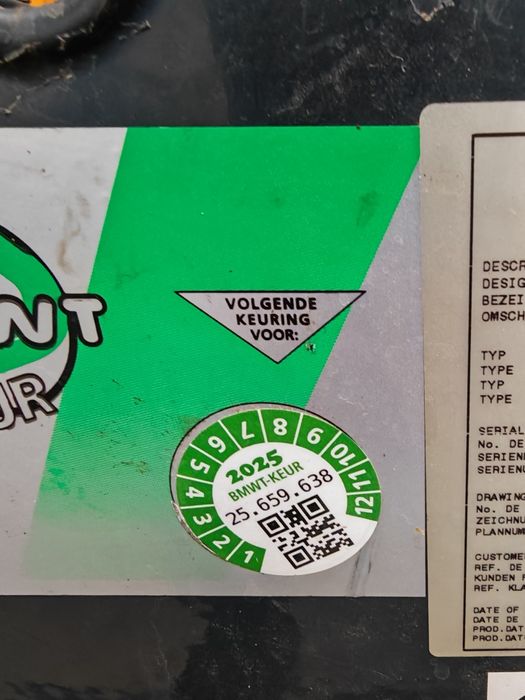 NT
UR
VOLGENDE
KEURING
VOOR:
1 2 3 4 5 6 7 8 9 10 11 12
2025
BMWT-KEUR
25.659.638
DESCR
DESIG
BEZEI
OMSCH
TYP
TYPE
TYP
TYPE
SERIAL
No. DE
SERIEN
SERIEN
DRAWING
No. DE
ZEICHNU
PLANNUM
CUSTOME
REF. DE
KUNDEN
REF. KL
DATE OF
DATE DE
PROD.DAT
PROD.DAT